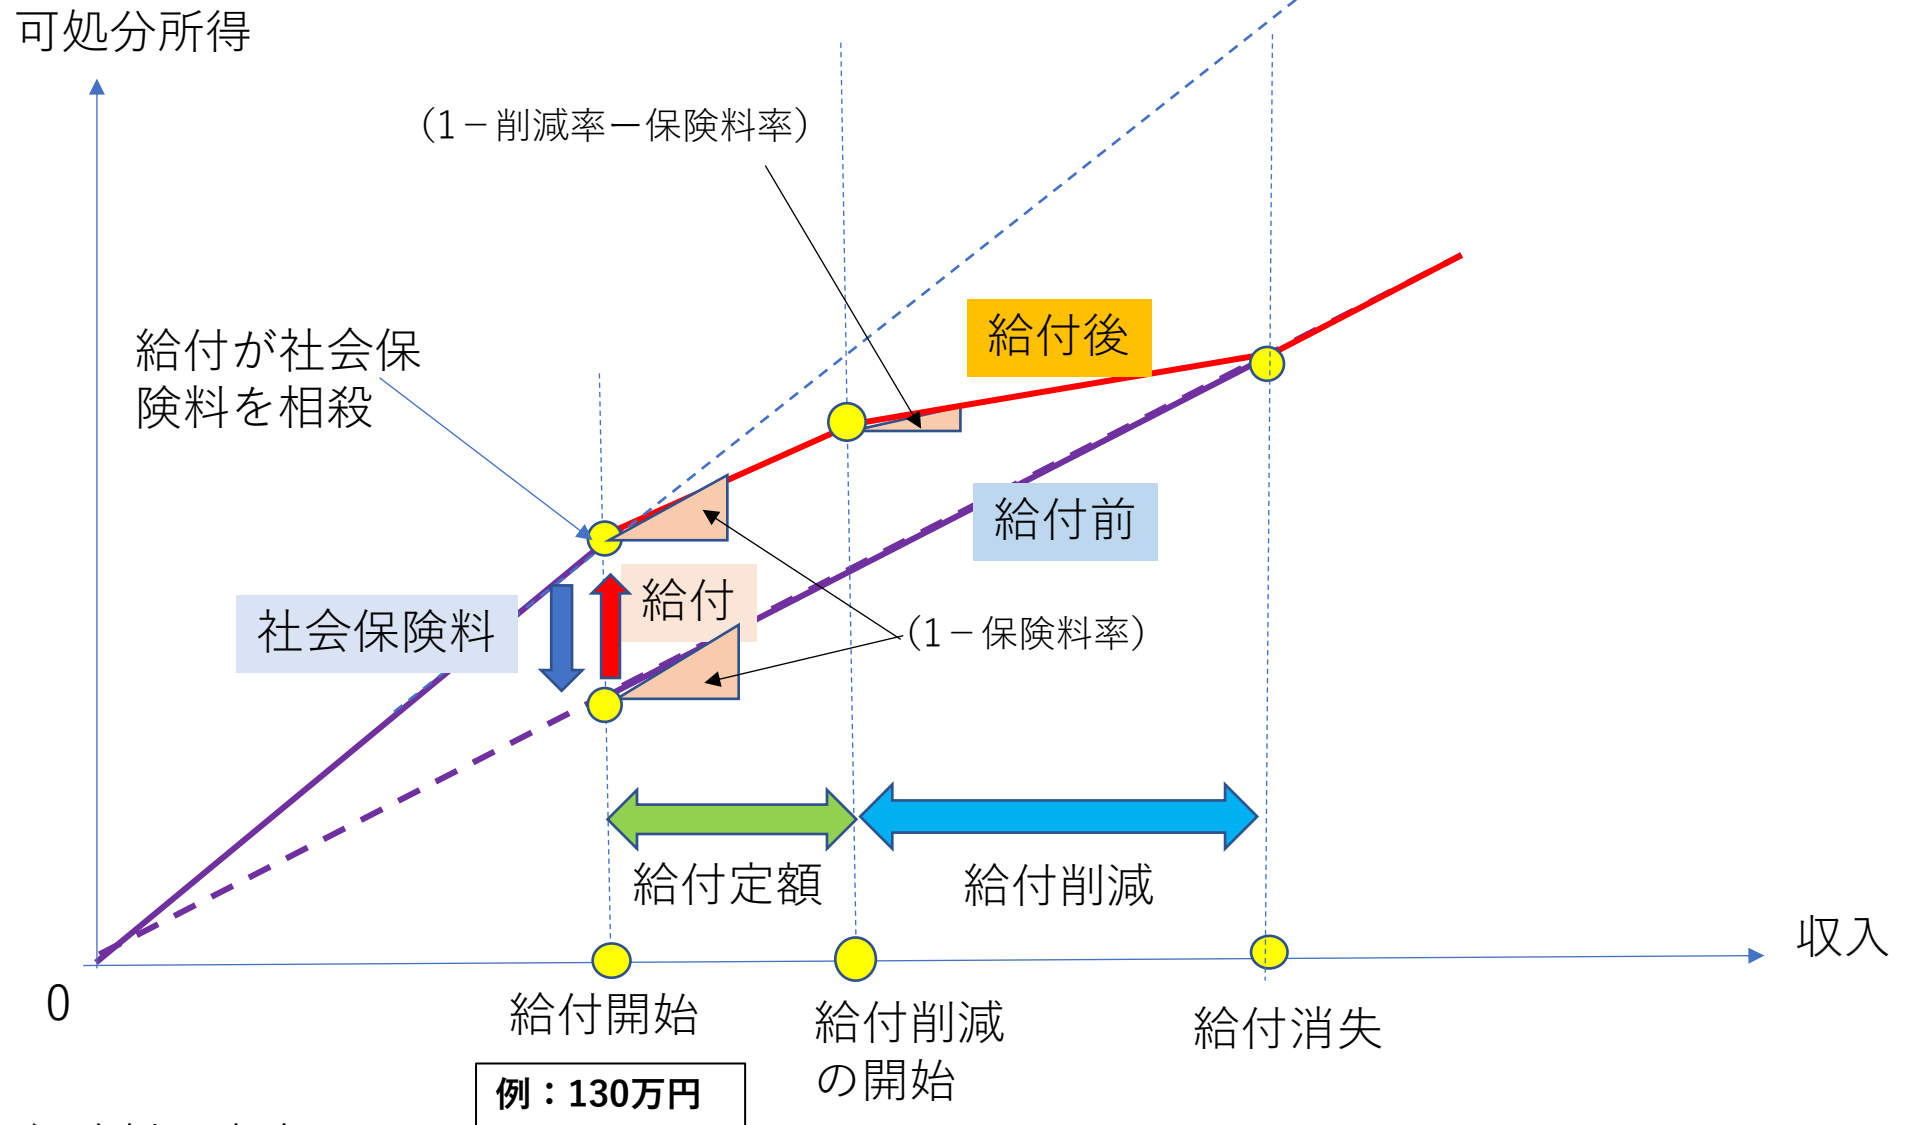 可処分所得
(1－削減率ー保険料率)
給付が社会保
険料を相殺
給付後
給付前
社会保険料
給付
(1－保険料率)
給付定額
給付削減
収入
0
給付開始
給付削減
の開始
給付消失
例：130万円